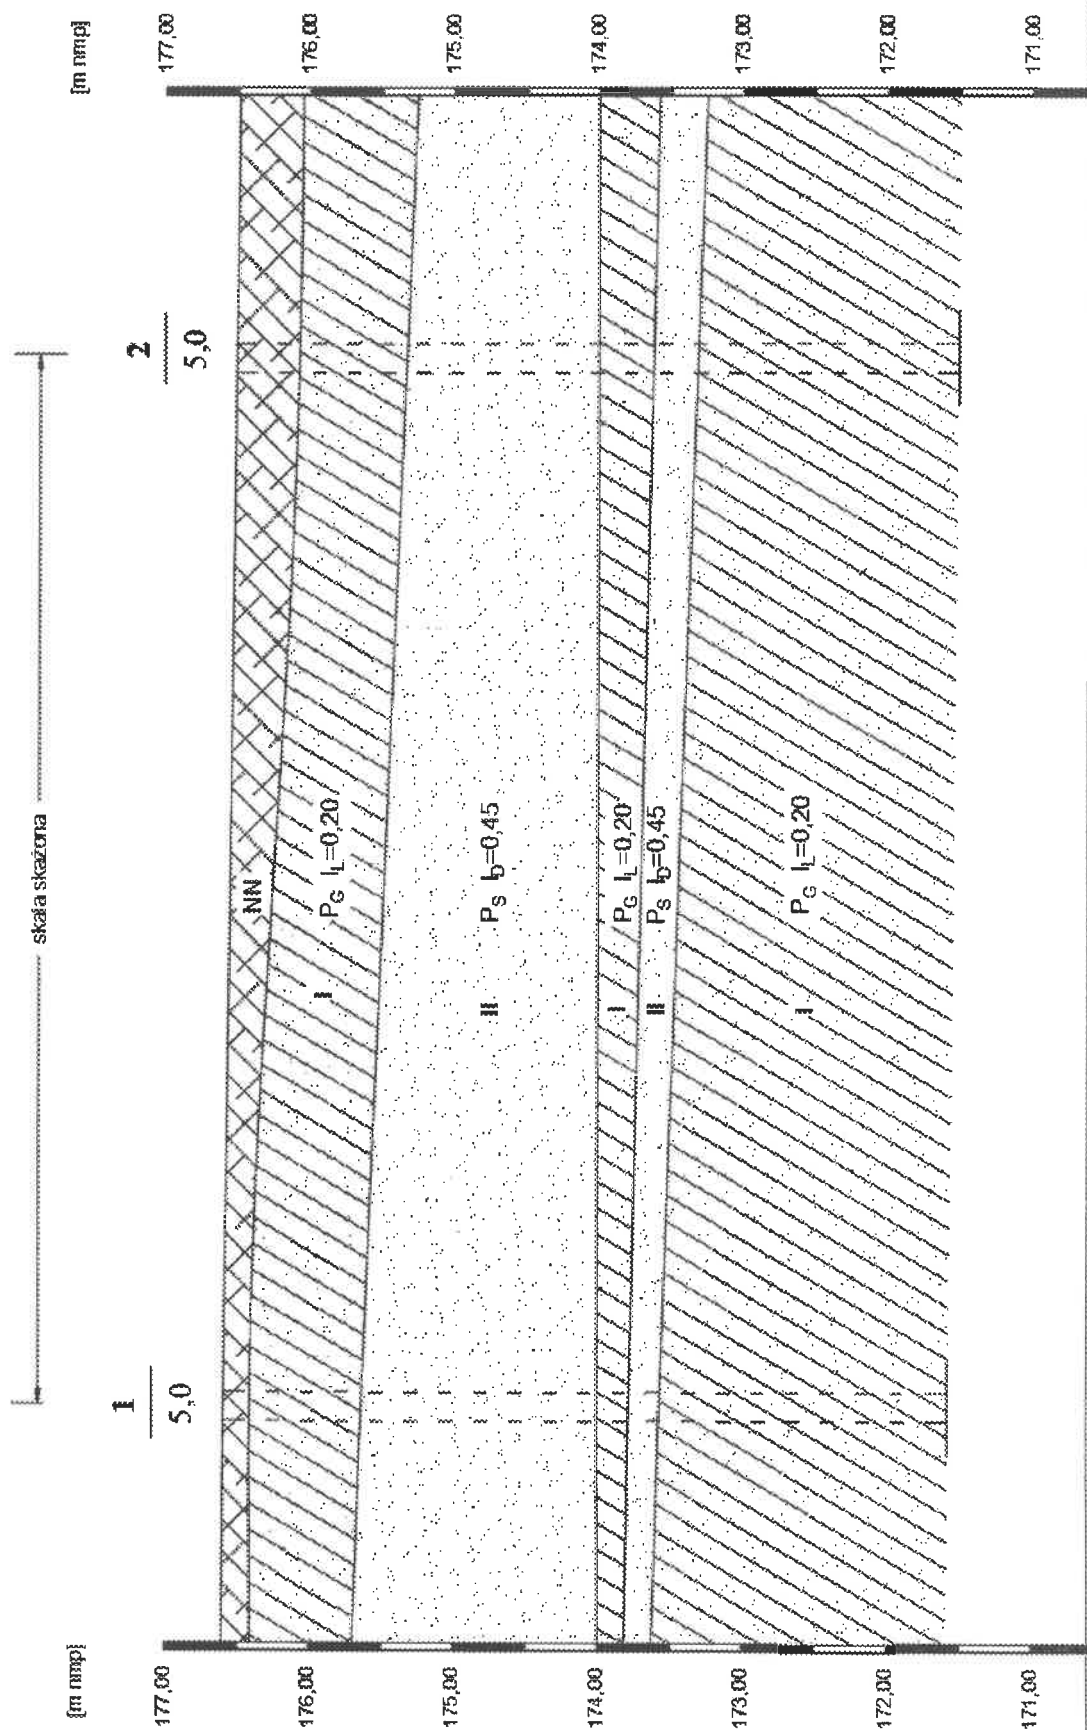 [m npm]
177,00
176,00
175,00
174,00
173,00
172,00
171,00
1
5,0
skala skażona
2
5,0
NN
I P_G I_L=0,20
II P_S I_D=0,45
I P_G I_L=0,20
II P_S I_D=0,45
I P_G I_L=0,20
[m npm]
177,00
176,00
175,00
174,00
173,00
172,00
171,00